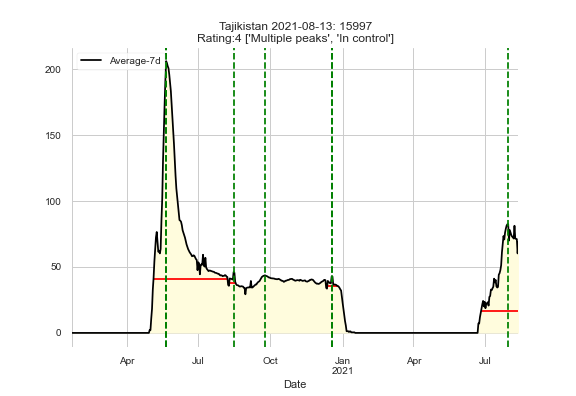 Tajikistan 2021-08-13: 15997
Rating:4 ['Multiple peaks', 'In control']
Average-7d
200
150
100
50
0
Apr Jul Oct Jan Apr Jul
2021
Date